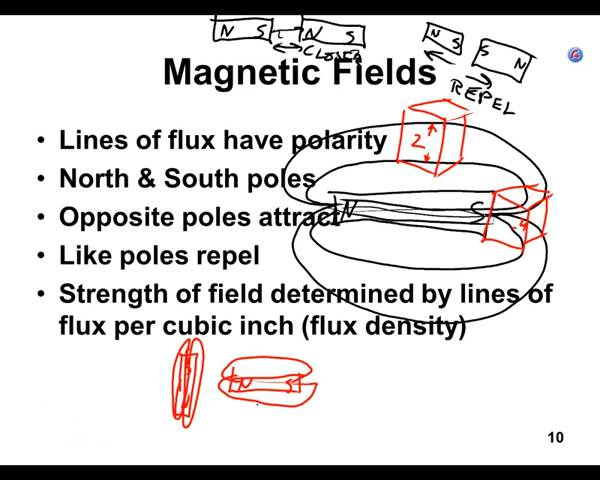 N S N S
CLOSER
N S
S N
REPEL
Magnetic Fields
• Lines of flux have polarity
2
• North & South poles
• Opposite poles attract
N S
4
• Like poles repel
• Strength of field determined by lines of
flux per cubic inch (flux density)
N S
10